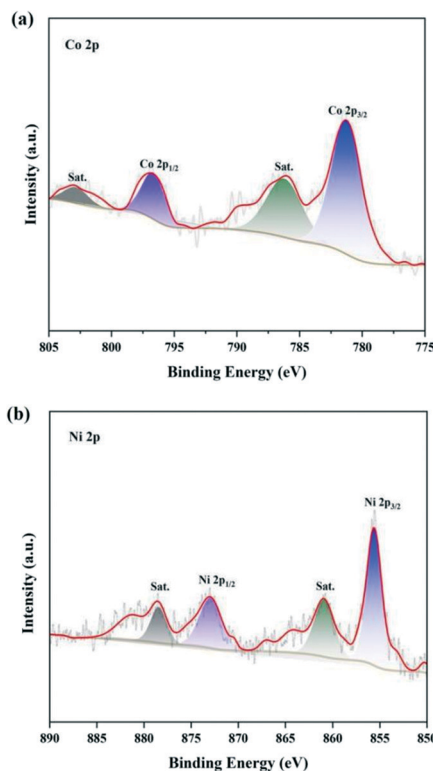 (a)
Co 2p
Co 2p3/2
Sat.
Co 2p1/2
Sat.
Intensity (a.u.)
805 800 795 790 785 780 775
Binding Energy (eV)
(b)
Ni 2p
Ni 2p3/2
Sat.
Ni 2p1/2
Sat.
Intensity (a.u.)
890 885 880 875 870 865 860 855 850
Binding Energy (eV)